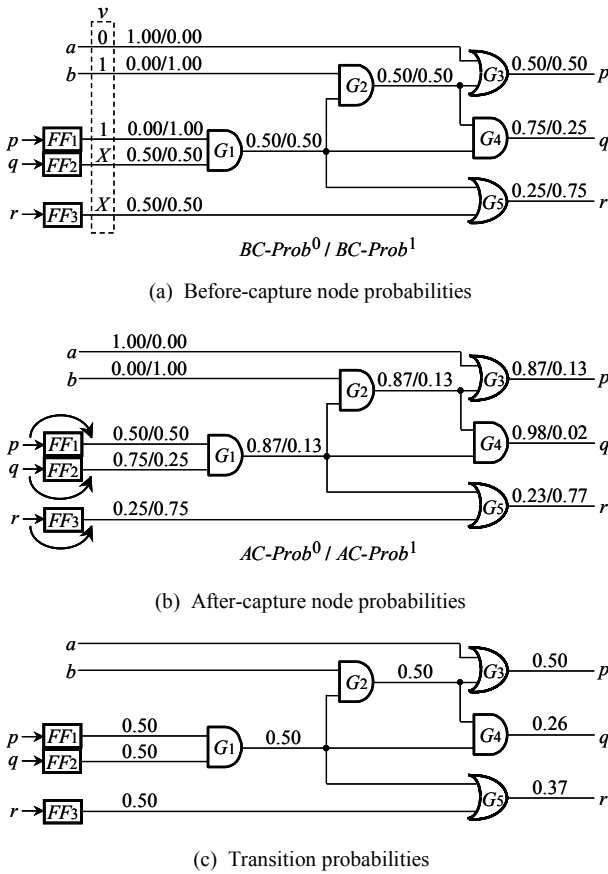 v
a 0 1.00/0.00
b 1 0.00/1.00
G2 0.50/0.50
G3 0.50/0.50 p
p FF1 1 0.00/1.00
q FF2 X 0.50/0.50
G1 0.50/0.50
G4 0.75/0.25 q
r FF3 X 0.50/0.50
G5 0.25/0.75 r
BC-Prob0 / BC-Prob1
(a) Before-capture node probabilities
a 1.00/0.00
b 0.00/1.00
G2 0.87/0.13
G3 0.87/0.13 p
p FF1 0.50/0.50
q FF2 0.75/0.25
G1 0.87/0.13
G4 0.98/0.02 q
r FF3 0.25/0.75
G5 0.23/0.77 r
AC-Prob0 / AC-Prob1
(b) After-capture node probabilities
a
b
G2 0.50
G3 0.50 p
p FF1 0.50
q FF2 0.50
G1 0.50
G4 0.26 q
r FF3 0.50
G5 0.37 r
(c) Transition probabilities